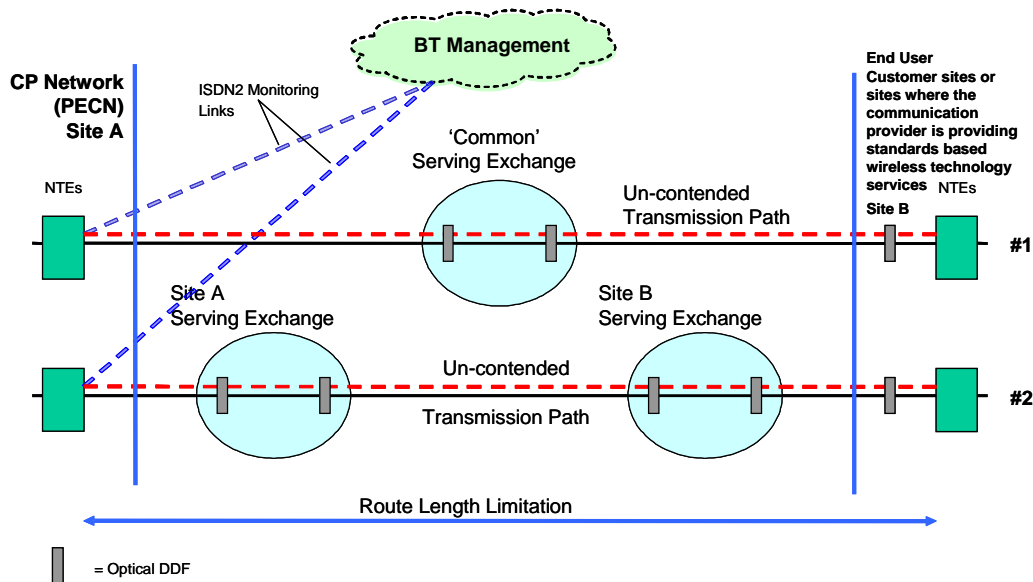 BT Management
CP Network
(PECN)
Site A
ISDN2 Monitoring
Links
End User
Customer sites or
sites where the
communication
provider is providing
standards based
wireless technology
services
NTEs
NTEs
Site B
‘Common’
Serving Exchange
Un-contended
Transmission Path
#1
Site A
Serving Exchange
Site B
Serving Exchange
Un-contended
Transmission Path
#2
Route Length Limitation
= Optical DDF